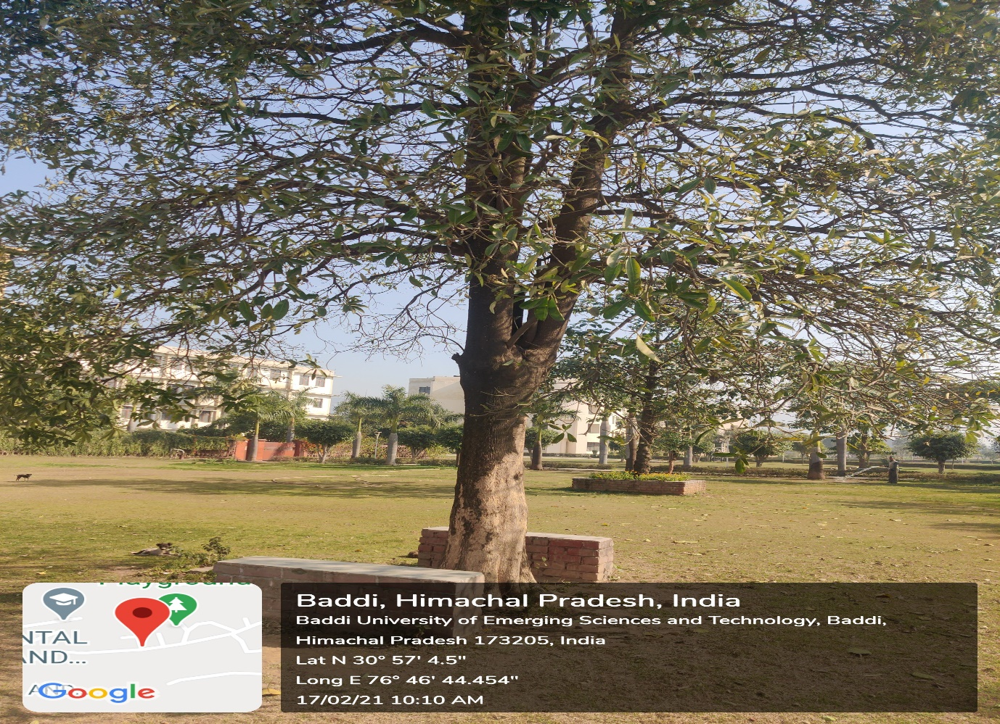 Playground
NTAL
AND...
Google
Baddi, Himachal Pradesh, India
Baddi University of Emerging Sciences and Technology, Baddi,
Himachal Pradesh 173205, India
Lat N 30° 57' 4.5"
Long E 76° 46' 44.454"
17/02/21 10:10 AM